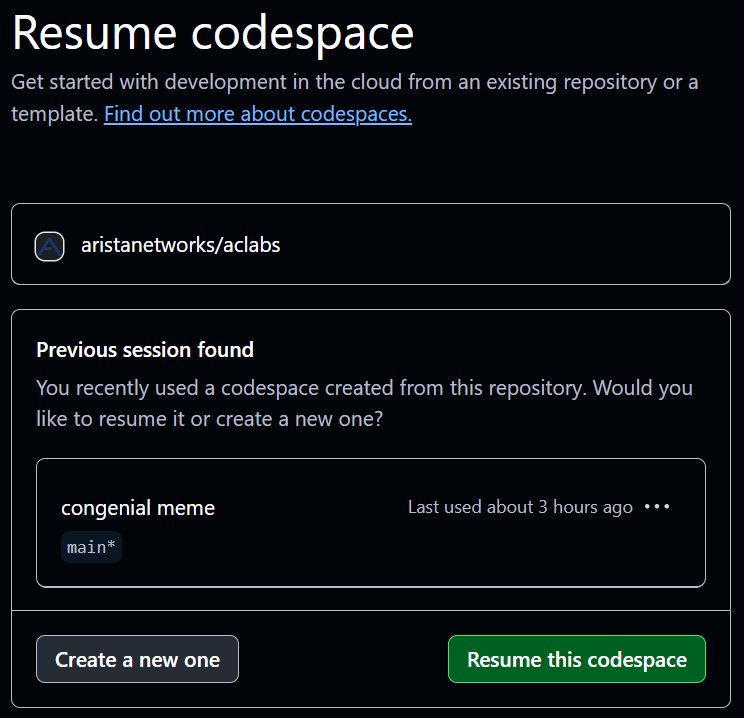 Resume codespace
Get started with development in the cloud from an existing repository or a
template. Find out more about codespaces.
aristanetworks/aclabs
Previous session found
You recently used a codespace created from this repository. Would you
like to resume it or create a new one?
congenial meme
Last used about 3 hours ago
main*
Create a new one
Resume this codespace